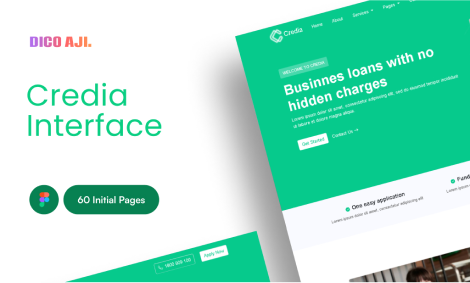 DICO AJI.
Credia
Interface
60 Initial Pages
Credia
Home
About
Services
Pages
WELCOME TO CREDIA
Businnes loans with no
hidden charges
Lorem ipsum dolor sit amet, consectetur adipiscing elit, sed do eiusmod tempor incididunt
ut labore et dolore magna aliqua.
Get Started
Contact Us →
One easy application
Lorem ipsum dolor sit amet, consectetur adipiscing elit
Lorem ipsum
1800 800 100
Apply Now